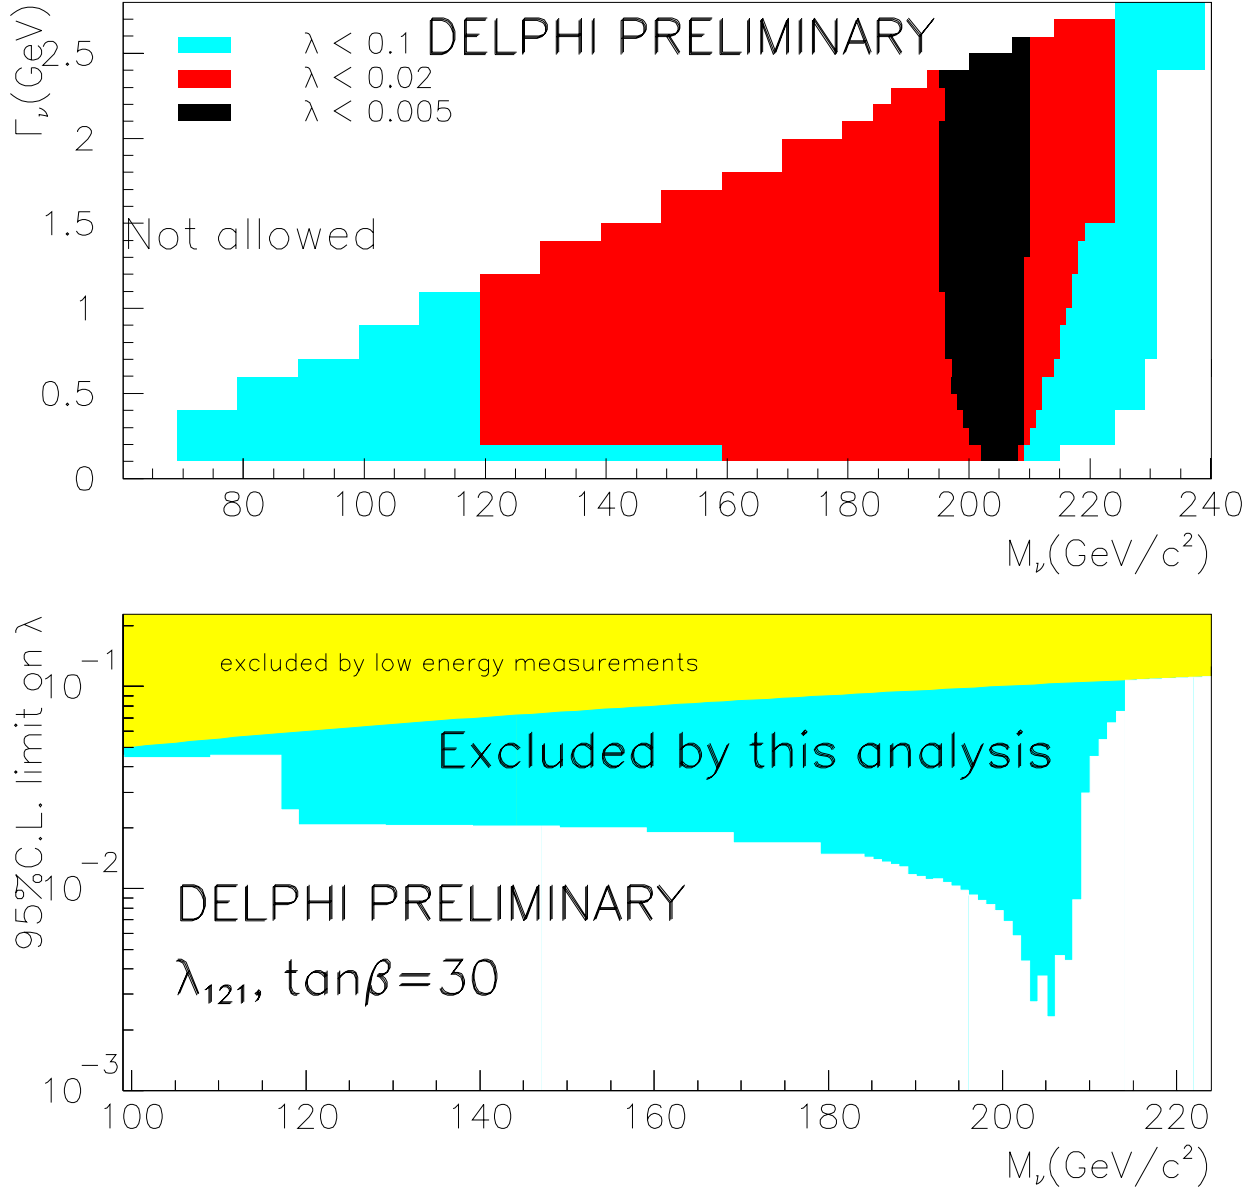 DELPHI PRELIMINARY
λ < 0.1
λ < 0.02
λ < 0.005
Not allowed
Γν(GeV)
2.5
2
1.5
1
0.5
0
80 100 120 140 160 180 200 220 240
Mν(GeV/c²)
excluded by low energy measurements
Excluded by this analysis
DELPHI PRELIMINARY
λ₁₂₁, tanβ=30
95%C.L. limit on λ
10⁻¹
10⁻²
10⁻³
100 120 140 160 180 200 220
Mν(GeV/c²)